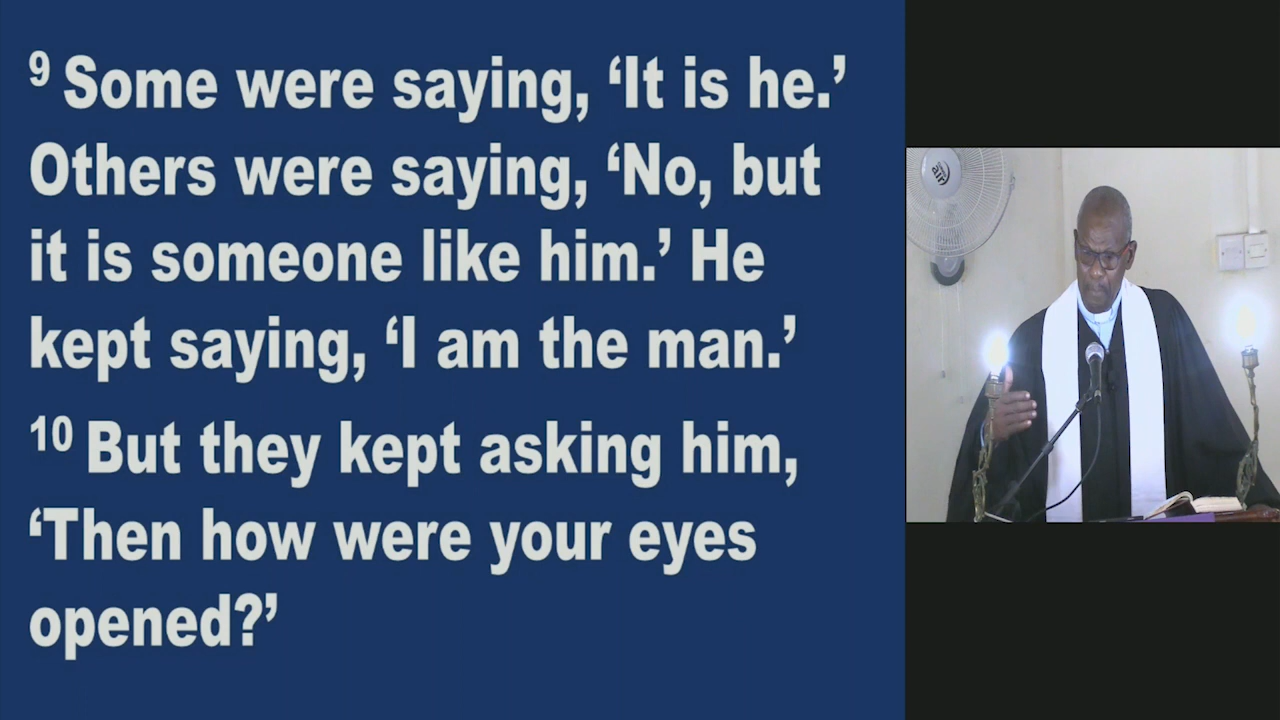 9 Some were saying, ‘It is he.’
Others were saying, ‘No, but
it is someone like him.’ He
kept saying, ‘I am the man.’
10 But they kept asking him,
‘Then how were your eyes
opened?’